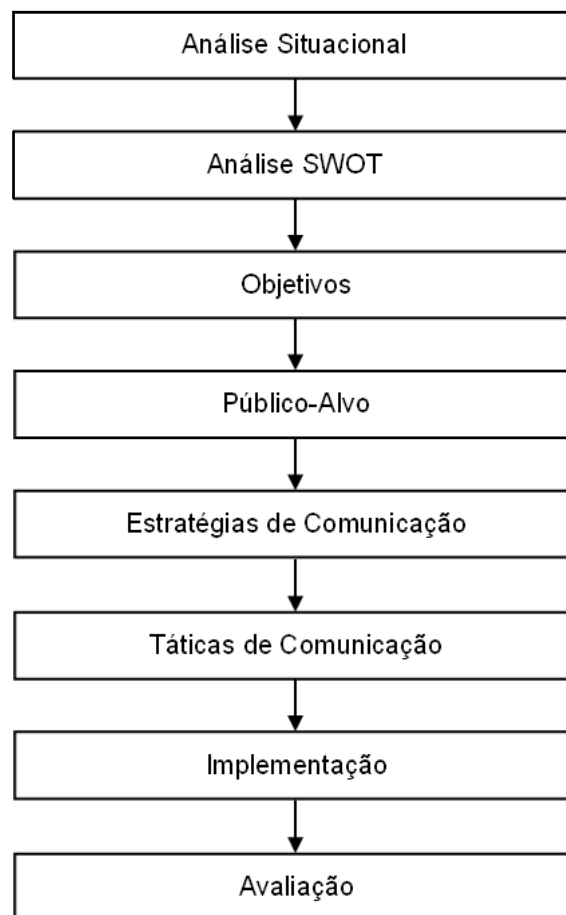 Análise Situacional
Análise SWOT
Objetivos
Público-Alvo
Estratégias de Comunicação
Táticas de Comunicação
Implementação
Avaliação